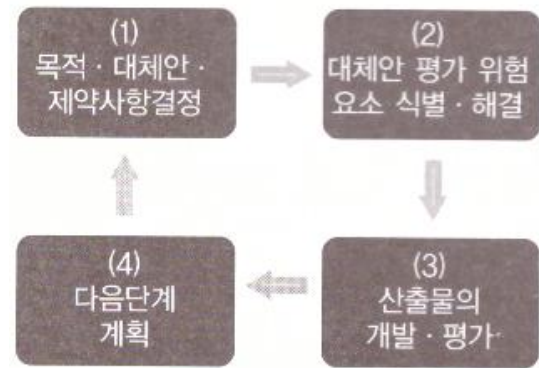 (1)
목적 · 대체안 ·
제약사항결정
(2)
대체안 평가 위험
요소 식별 · 해결
(3)
산출물의
개발 · 평가
(4)
다음단계
계획